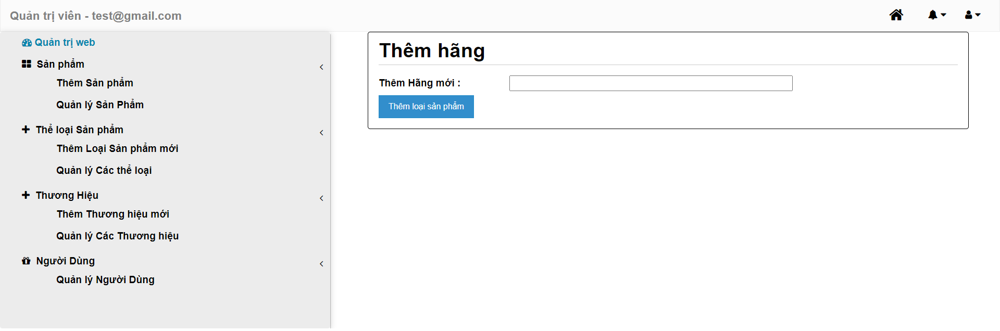 Quản trị viên - test@gmail.com
Quản trị web
Sản phẩm
Thêm Sản phẩm
Quản lý Sản Phẩm
Thể loại Sản phẩm
Thêm Loại Sản phẩm mới
Quản lý Các thể loại
Thương Hiệu
Thêm Thương hiệu mới
Quản lý Các Thương hiệu
Người Dùng
Quản lý Người Dùng
Thêm hãng
Thêm Hãng mới :
Thêm loại sản phẩm